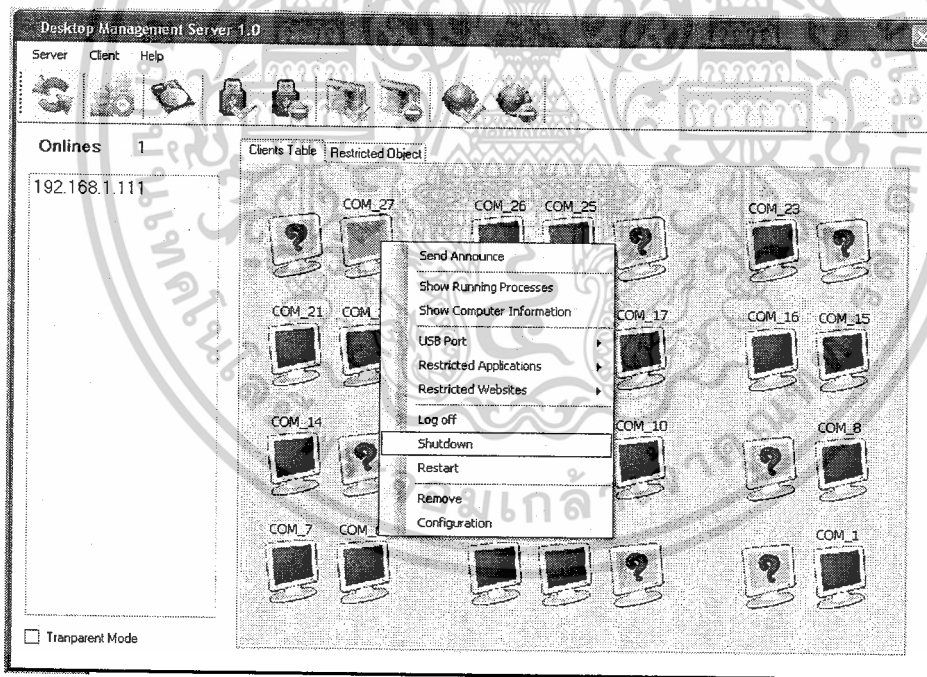 Desktop Management Server 1.0
Server Client Help
Onlines 1
Clients Table Restricted Object
192.168.1.111
COM_27 COM_26 COM_25 COM_23
Send Announce
Show Running Processes
Show Computer Information
COM_21 COM_ COM_17 COM_16 COM_15
USB Port
Restricted Applications
Restricted Websites
Log off
COM_14 COM_10 COM_8
Shutdown
Restart
Remove
Configuration
COM_7 COM_ COM_1
Tranparent Mode